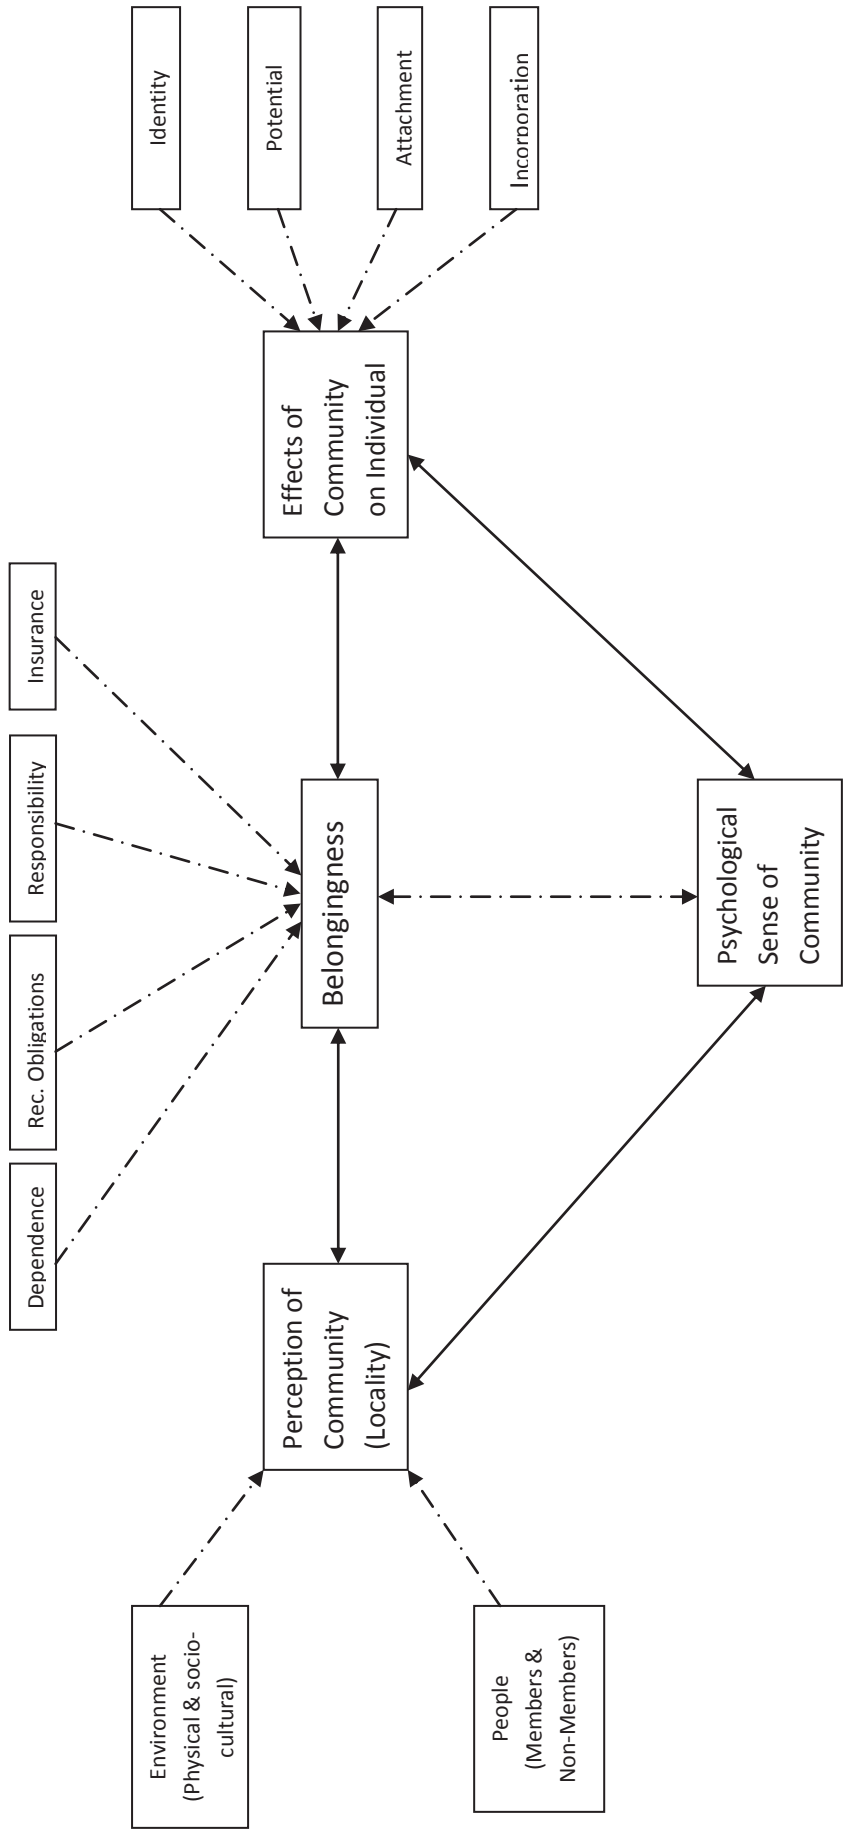 Dependence
Rec. Obligations
Responsibility
Insurance
Environment
(Physical & socio-
cultural)
Identity
Potential
Perception of
Community
(Locality)
Belongingness
Effects of
Community
on Individual
Attachment
People
(Members &
Non-Members)
Incorporation
Psychological
Sense of
Community